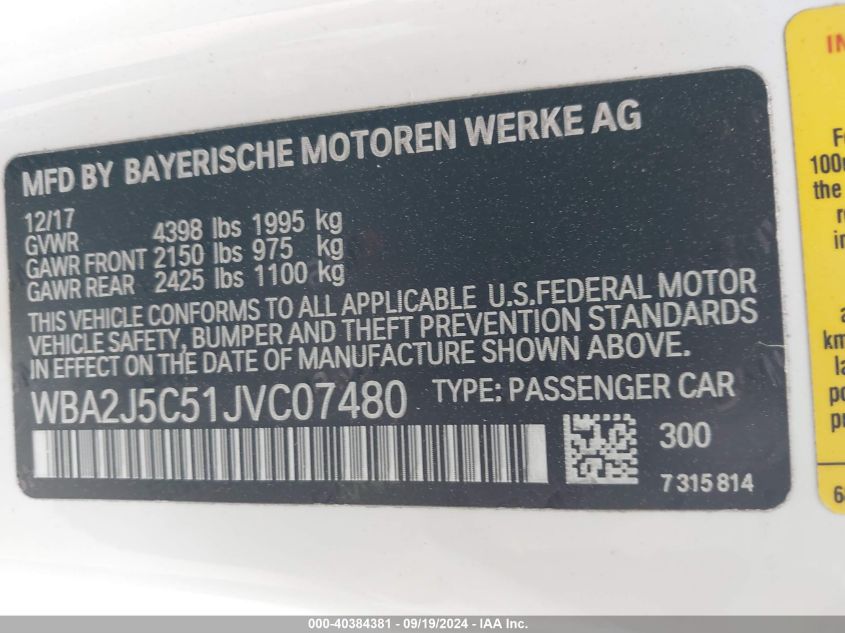 MFD BY BAYERISCHE MOTOREN WERKE AG
12/17
GVWR 4398 lbs 1995 kg
GAWR FRONT 2150 lbs 975 kg
GAWR REAR 2425 lbs 1100 kg
THIS VEHICLE CONFORMS TO ALL APPLICABLE U.S.FEDERAL MOTOR
VEHICLE SAFETY, BUMPER AND THEFT PREVENTION STANDARDS
IN EFFECT ON THE DATE OF MANUFACTURE SHOWN ABOVE.
WBA2J5C51JVC07480 TYPE: PASSENGER CAR
300
7 315 814
100
the
000-40384381 - 09/19/2024 - IAA Inc.